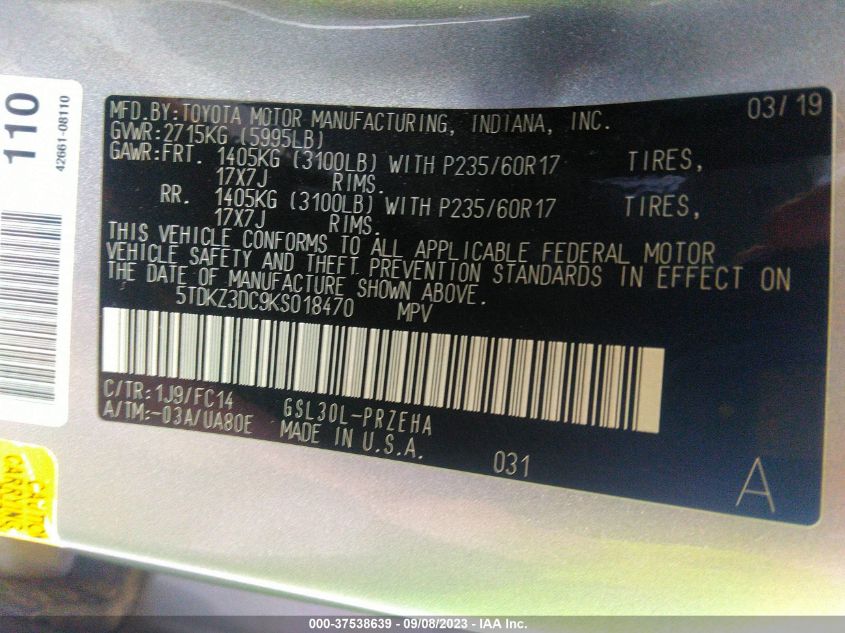 110
42661-08110
MFD.BY:TOYOTA MOTOR MANUFACTURING, INDIANA, INC. 03/19
GVWR:2715KG (5995LB)
GAWR:FRT. 1405KG (3100LB) WITH P235/60R17 TIRES,
17X7J RIMS.
RR. 1405KG (3100LB) WITH P235/60R17 TIRES,
17X7J RIMS.
THIS VEHICLE CONFORMS TO ALL APPLICABLE FEDERAL MOTOR
VEHICLE SAFETY AND THEFT PREVENTION STANDARDS IN EFFECT ON
THE DATE OF MANUFACTURE SHOWN ABOVE.
5TDKZ3DC9KS018470 MPV
C/TR:1J9/FC14 GSL30L-PRZEHA
A/TM:-03A/UA80E MADE IN U.S.A.
031
A
CAUTIO
CARRYING
000-37538639 - 09/08/2023 - IAA Inc.